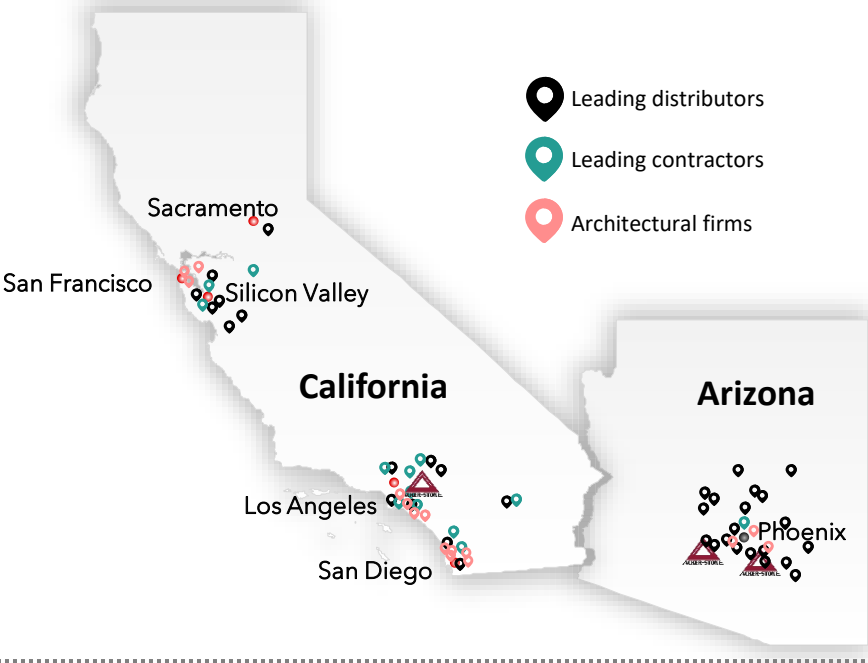 Leading distributors
Leading contractors
Architectural firms
Sacramento
San Francisco
Silicon Valley
California
Arizona
Los Angeles
Phoenix
San Diego